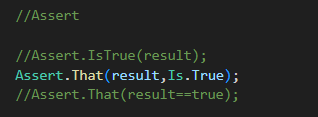 //Assert
//Assert.IsTrue(result);
Assert.That(result,Is.True);
//Assert.That(result==true);